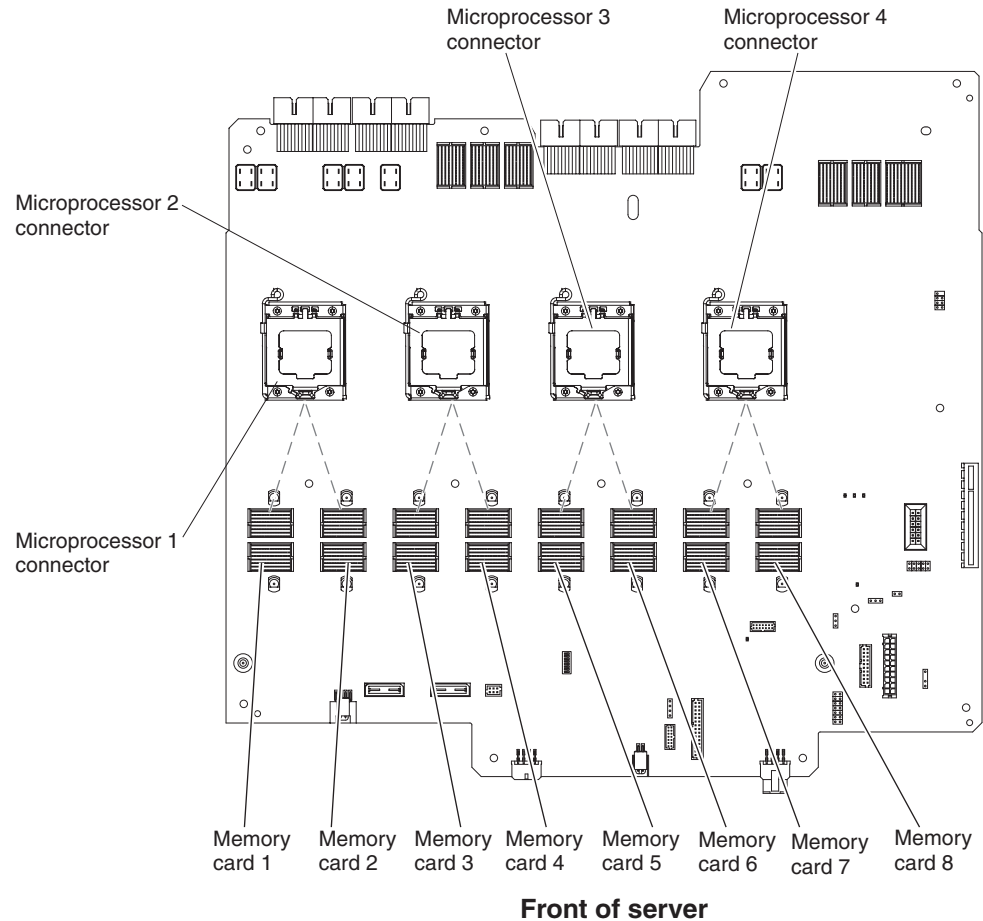 Microprocessor 3
connector
Microprocessor 4
connector
Microprocessor 2
connector
Microprocessor 1
connector
Memory
card 1
Memory
card 2
Memory
card 3
Memory
card 4
Memory
card 5
Memory
card 6
Memory
card 7
Memory
card 8
Front of server